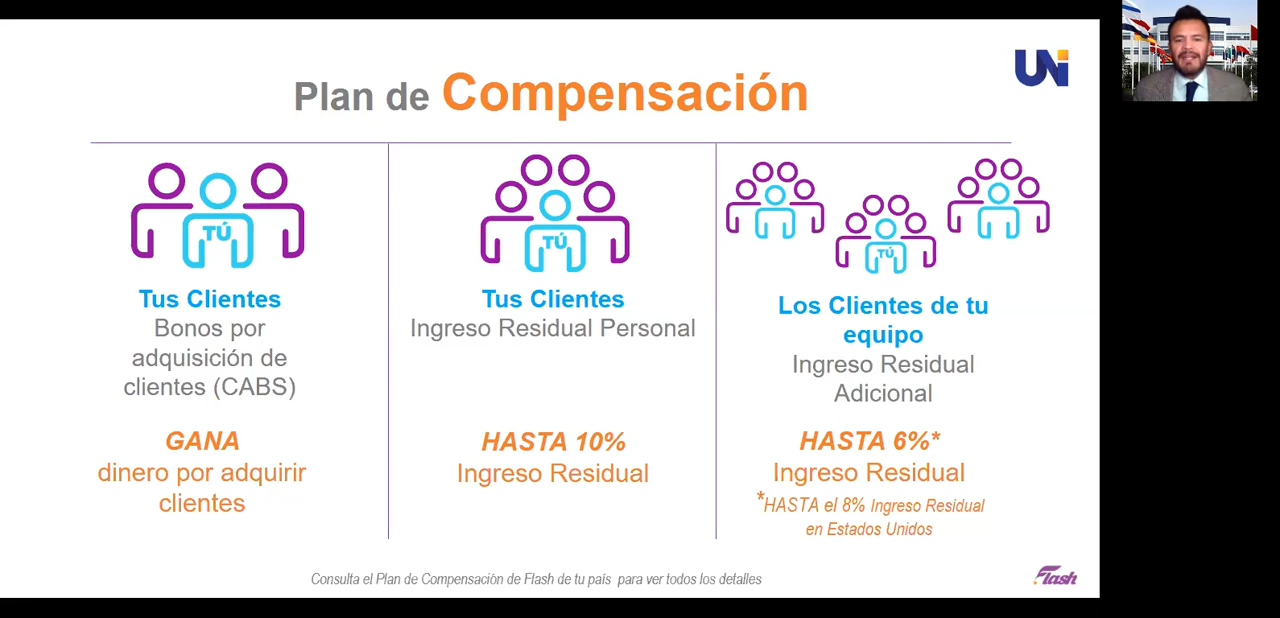 UNi
Plan de Compensación
TÚ
Tus Clientes
Bonos por
adquisición de
clientes (CABS)
GANA
dinero por adquirir
clientes
TÚ
Tus Clientes
Ingreso Residual Personal
HASTA 10%
Ingreso Residual
TÚ
Los Clientes de tu
equipo
Ingreso Residual
Adicional
HASTA 6%*
Ingreso Residual
*HASTA el 8% Ingreso Residual
en Estados Unidos
Consulta el Plan de Compensación de Flash de tu país para ver todos los detalles
Flash